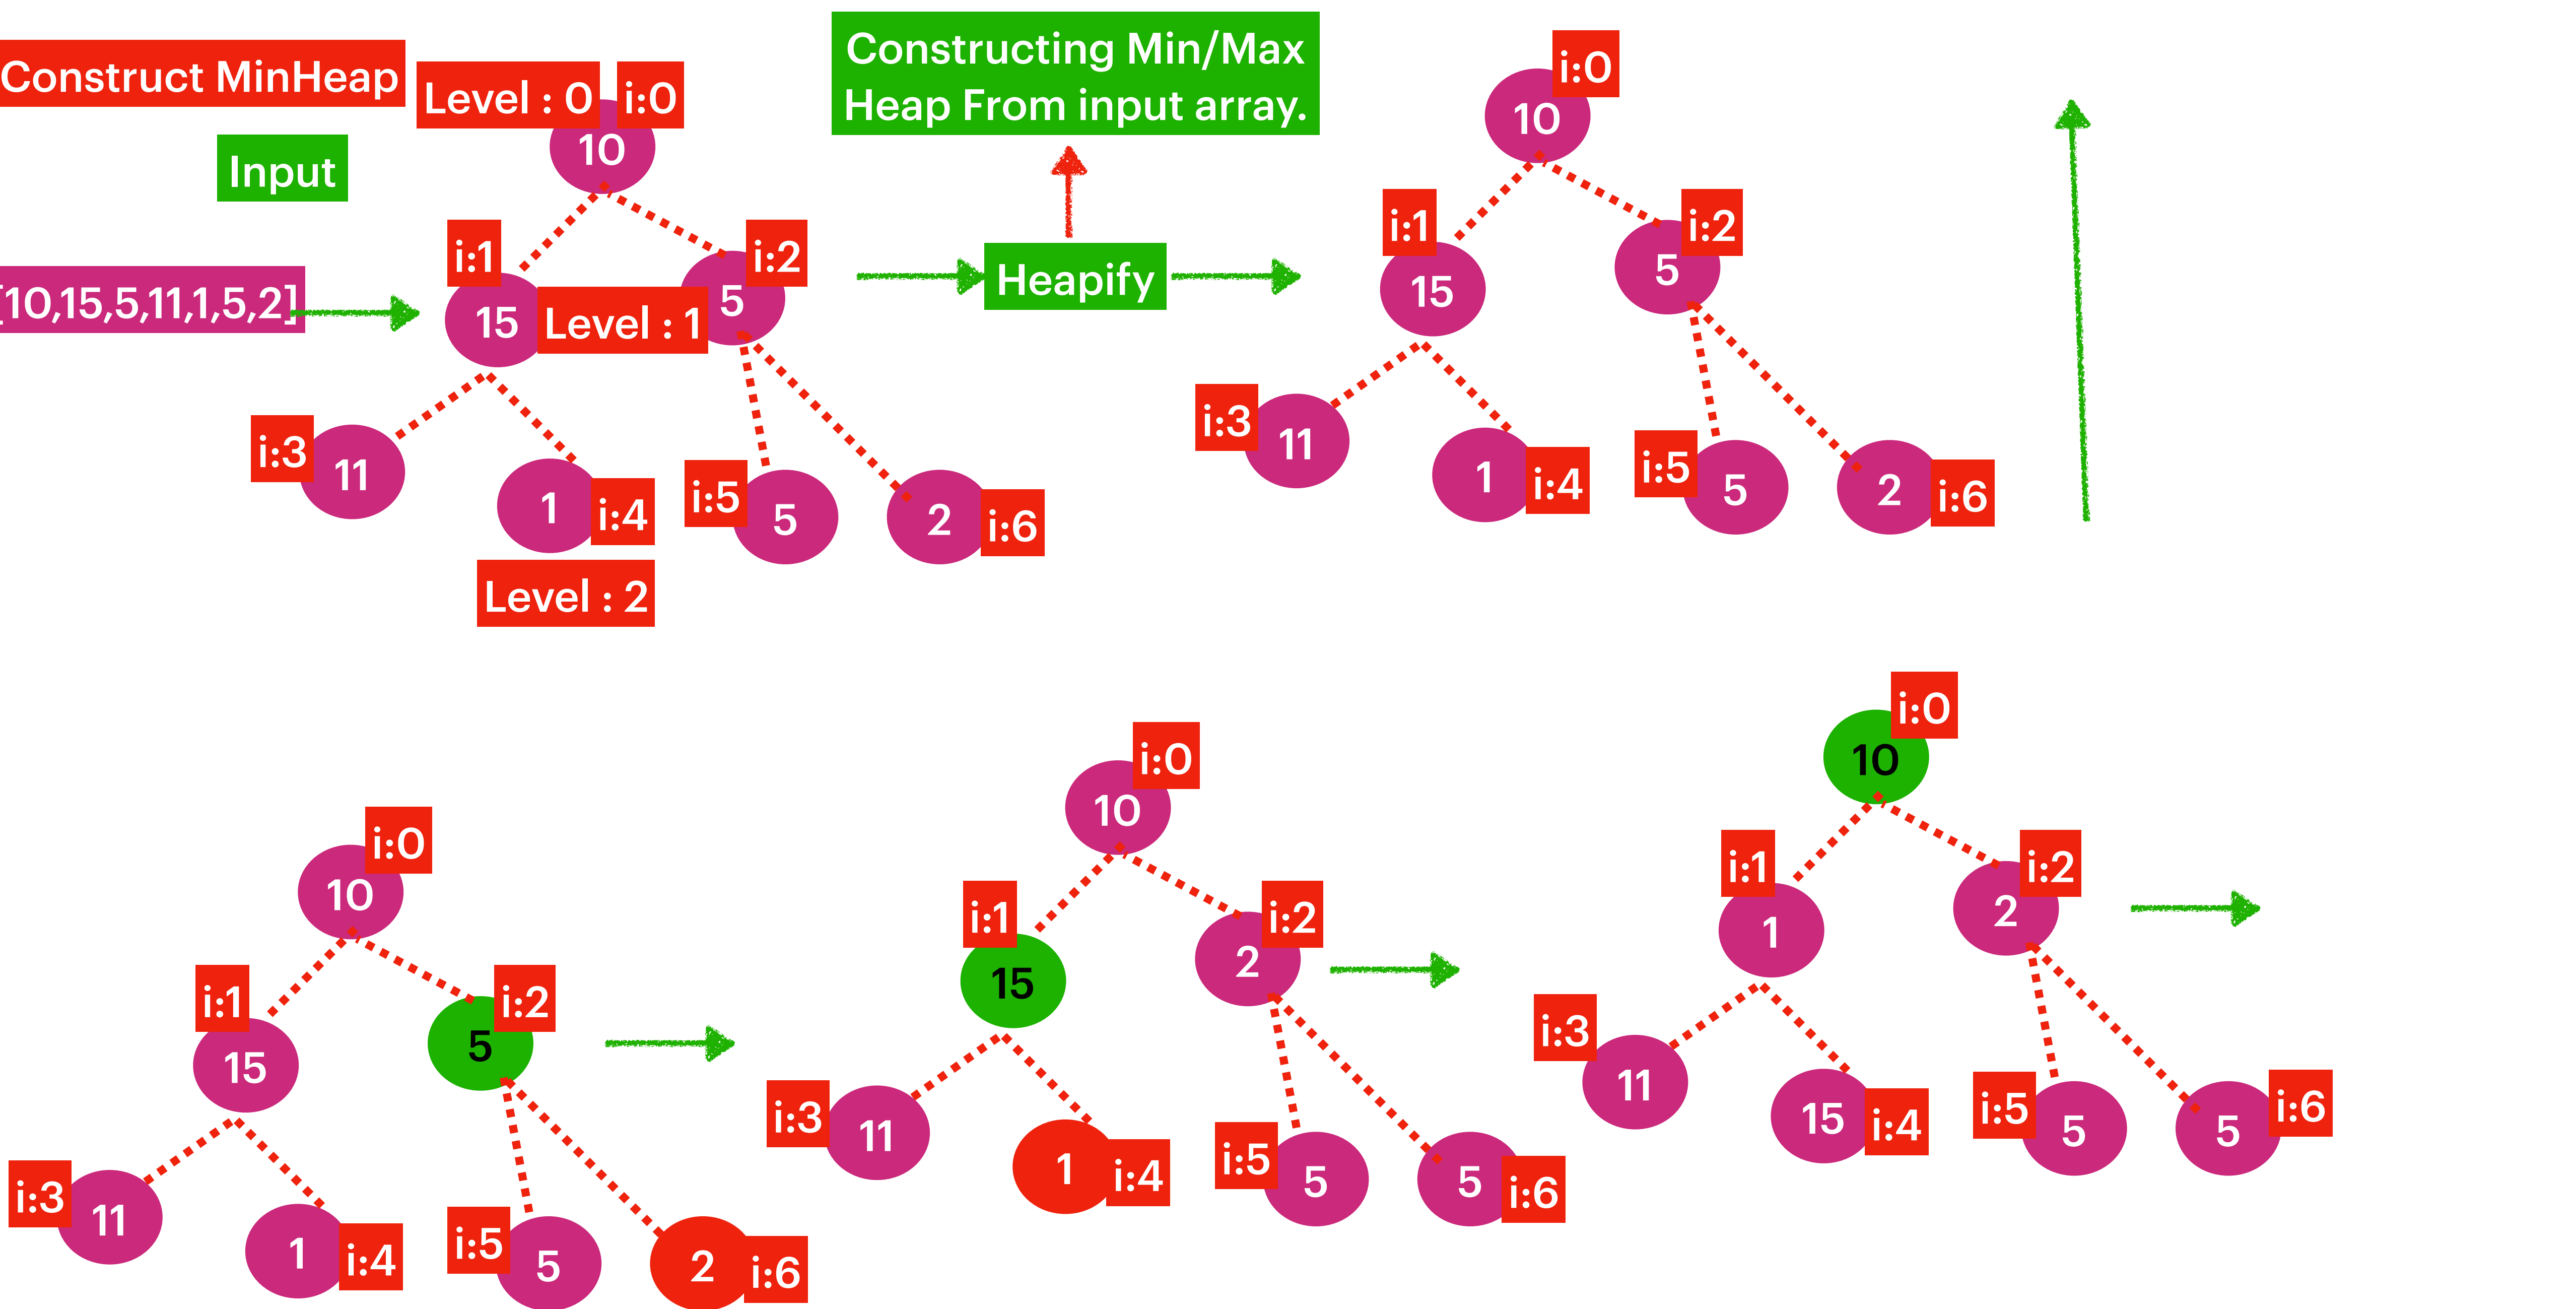 Construct MinHeap
Level : 0
i:0
10
Input
i:1
i:2
[10,15,5,11,1,5,2]
15
Level : 1
5
i:3
11
1
i:4
i:5
5
2
i:6
Level : 2
Constructing Min/Max
Heap From input array.
Heapify
i:0
10
i:1
i:2
15
5
i:3
11
1
i:4
i:5
5
2
i:6
i:0
10
i:1
i:2
15
5
i:3
11
1
i:4
i:5
5
2
i:6
i:0
10
i:1
i:2
15
2
i:3
11
1
i:4
i:5
5
5
i:6
i:0
10
i:1
i:2
1
2
i:3
11
15
i:4
i:5
5
5
i:6